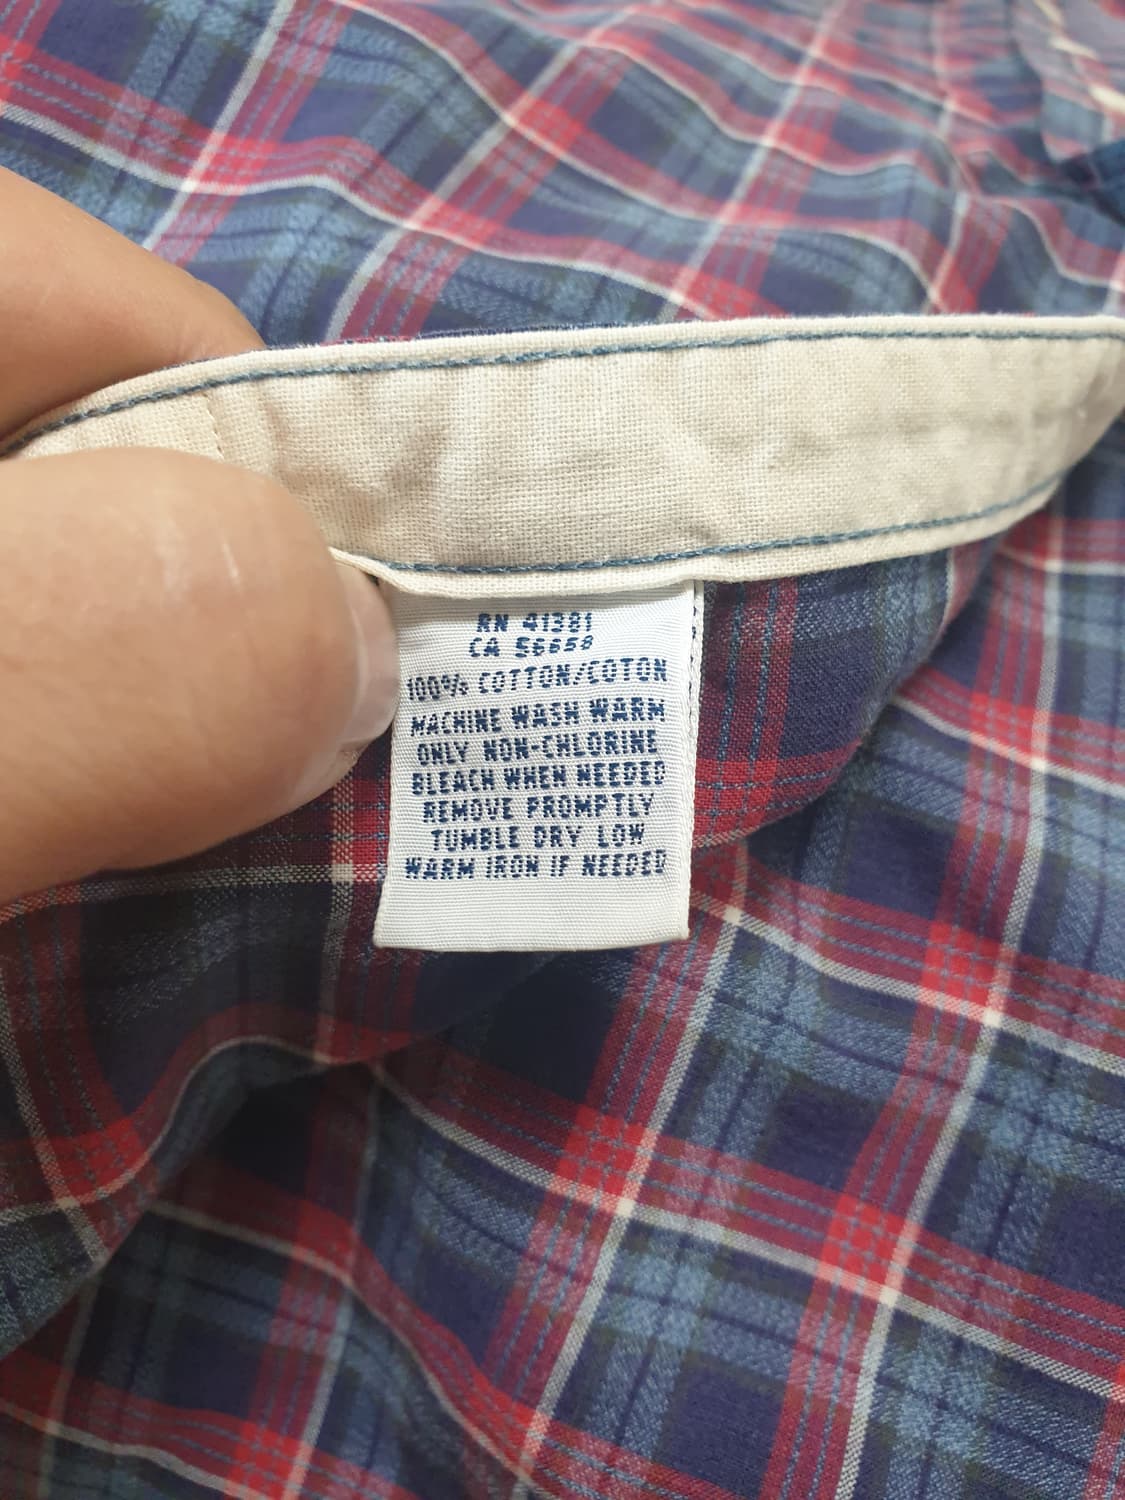 RN 41381
CA 56658
100% COTTON/COTON
MACHINE WASH WARM
ONLY NON-CHLORINE
BLEACH WHEN NEEDED
REMOVE PROMPTLY
TUMBLE DRY LOW
WARM IRON IF NEEDED